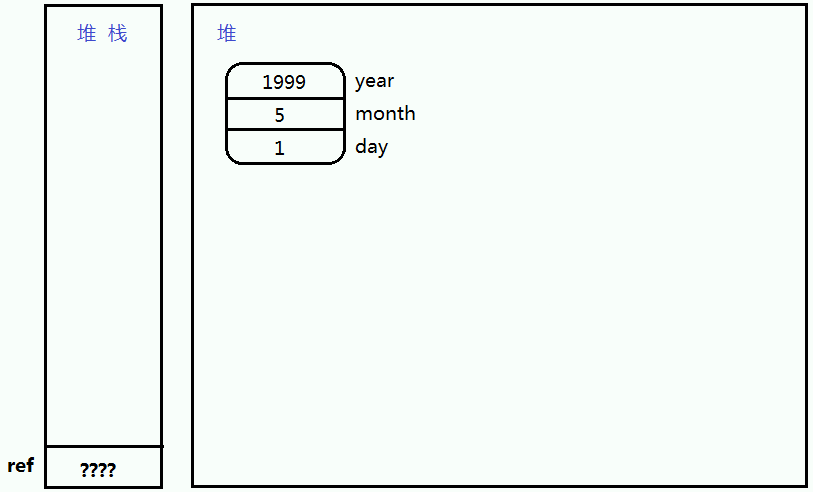 堆 栈
堆
1999 year
5 month
1 day
ref ????